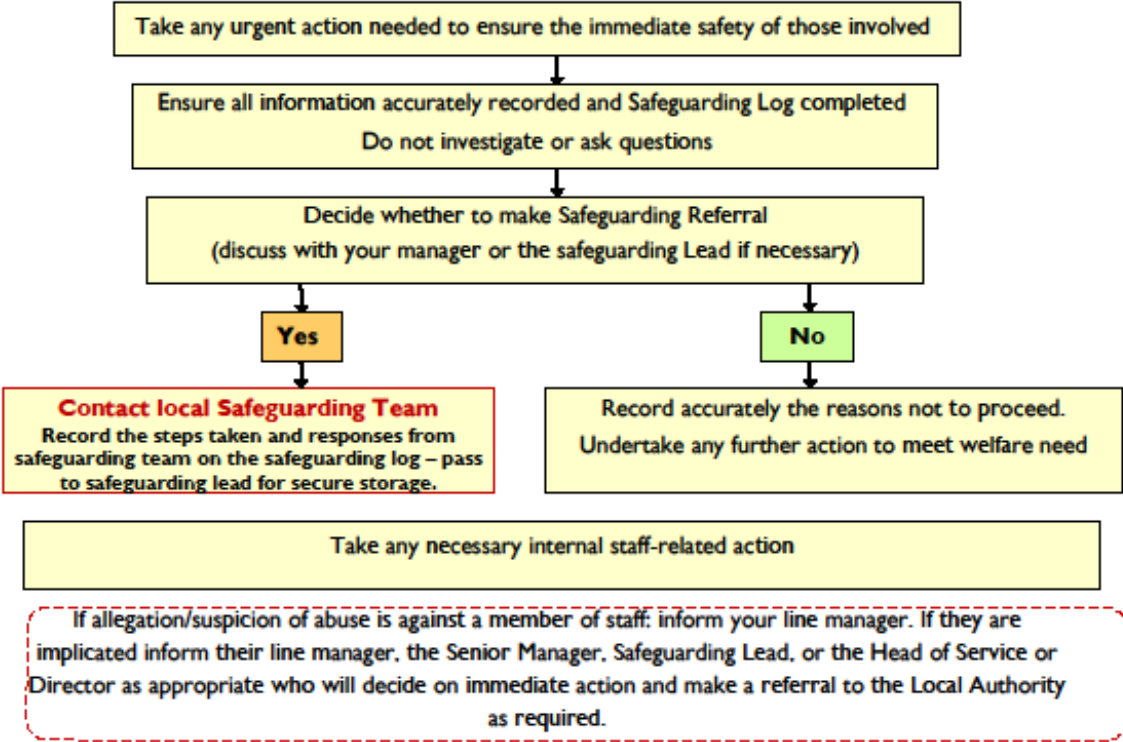 Take any urgent action needed to ensure the immediate safety of those involved
Ensure all information accurately recorded and Safeguarding Log completed
Do not investigate or ask questions
Decide whether to make Safeguarding Referral
(discuss with your manager or the safeguarding Lead if necessary)
Yes
No
Contact local Safeguarding Team
Record the steps taken and responses from
safeguarding team on the safeguarding log – pass
to safeguarding lead for secure storage.
Record accurately the reasons not to proceed.
Undertake any further action to meet welfare need
Take any necessary internal staff-related action
If allegation/suspicion of abuse is against a member of staff: inform your line manager. If they are
implicated inform their line manager, the Senior Manager, Safeguarding Lead, or the Head of Service or
Director as appropriate who will decide on immediate action and make a referral to the Local Authority
as required.